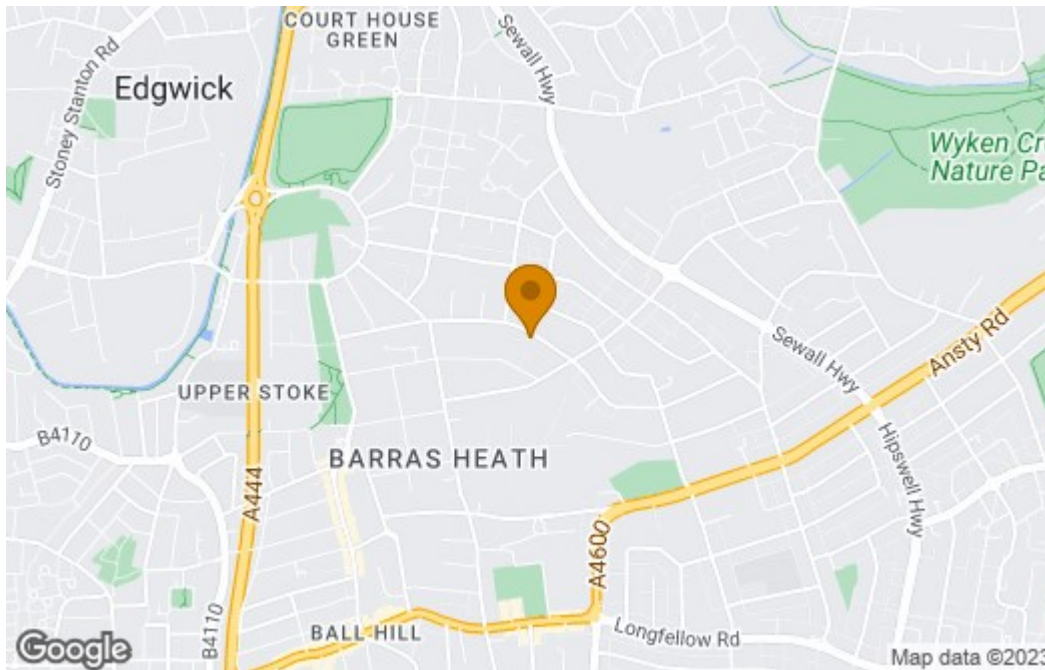 COURT HOUSE
GREEN
Sewall Hwy
Stoney Stanton Rd
Edgwick
Wyken Cr
Nature Pa
Ansty Rd
Sewall Hwy
UPPER STOKE
B4110
BARRAS HEATH
Hipswell Hwy
A444
A4600
B4110
BALL HILL
Longfellow Rd
Google
Map data ©2023